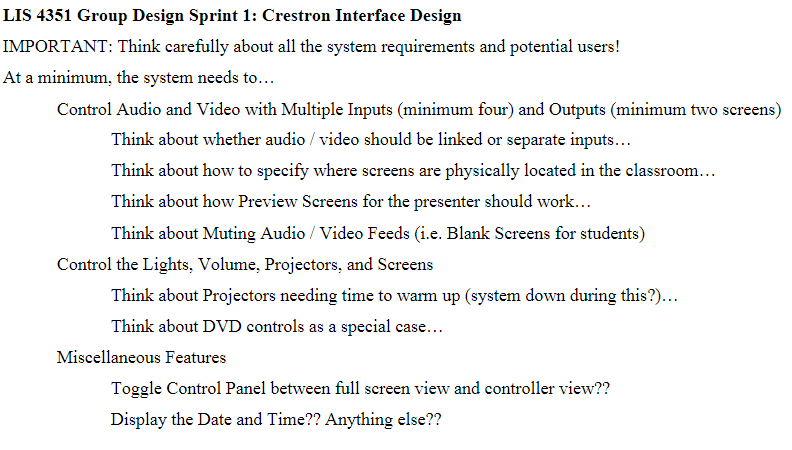 LIS 4351 Group Design Sprint 1: Crestron Interface Design
IMPORTANT: Think carefully about all the system requirements and potential users!
At a minimum, the system needs to…
Control Audio and Video with Multiple Inputs (minimum four) and Outputs (minimum two screens)
Think about whether audio / video should be linked or separate inputs…
Think about how to specify where screens are physically located in the classroom…
Think about how Preview Screens for the presenter should work…
Think about Muting Audio / Video Feeds (i.e. Blank Screens for students)
Control the Lights, Volume, Projectors, and Screens
Think about Projectors needing time to warm up (system down during this?)…
Think about DVD controls as a special case…
Miscellaneous Features
Toggle Control Panel between full screen view and controller view??
Display the Date and Time?? Anything else??